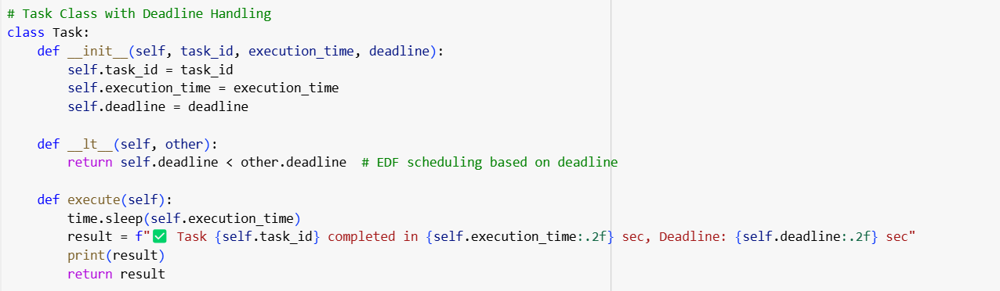 # Task Class with Deadline Handling
class Task:
    def __init__(self, task_id, execution_time, deadline):
        self.task_id = task_id
        self.execution_time = execution_time
        self.deadline = deadline

    def __lt__(self, other):
        return self.deadline < other.deadline  # EDF scheduling based on deadline

    def execute(self):
        time.sleep(self.execution_time)
        result = f"✅ Task {self.task_id} completed in {self.execution_time:.2f} sec, Deadline: {self.deadline:.2f} sec"
        print(result)
        return result